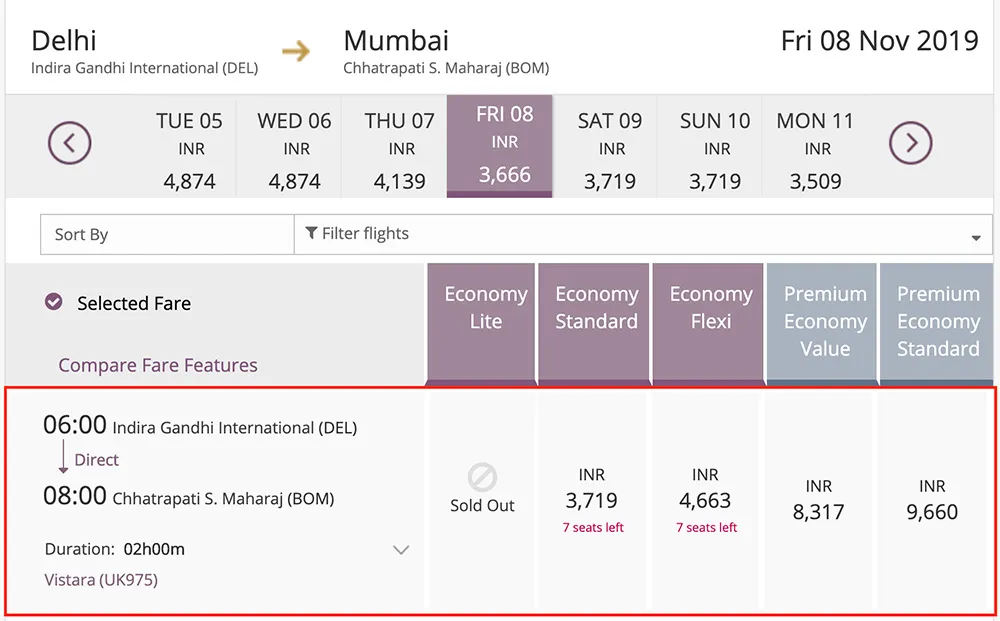 Delhi
Indira Gandhi International (DEL)
Mumbai
Chhatrapati S. Maharaj (BOM)
Fri 08 Nov 2019
TUE 05
INR
4,874
WED 06
INR
4,874
THU 07
INR
4,139
FRI 08
INR
3,666
SAT 09
INR
3,719
SUN 10
INR
3,719
MON 11
INR
3,509
Sort By
Filter flights
Selected Fare
Compare Fare Features
Economy
Lite
Economy
Standard
Economy
Flexi
Premium
Economy
Value
Premium
Economy
Standard
06:00 Indira Gandhi International (DEL)
Direct
08:00 Chhatrapati S. Maharaj (BOM)
Duration: 02h00m
Vistara (UK975)
Sold Out
INR
3,719
7 seats left
INR
4,663
7 seats left
INR
8,317
INR
9,660